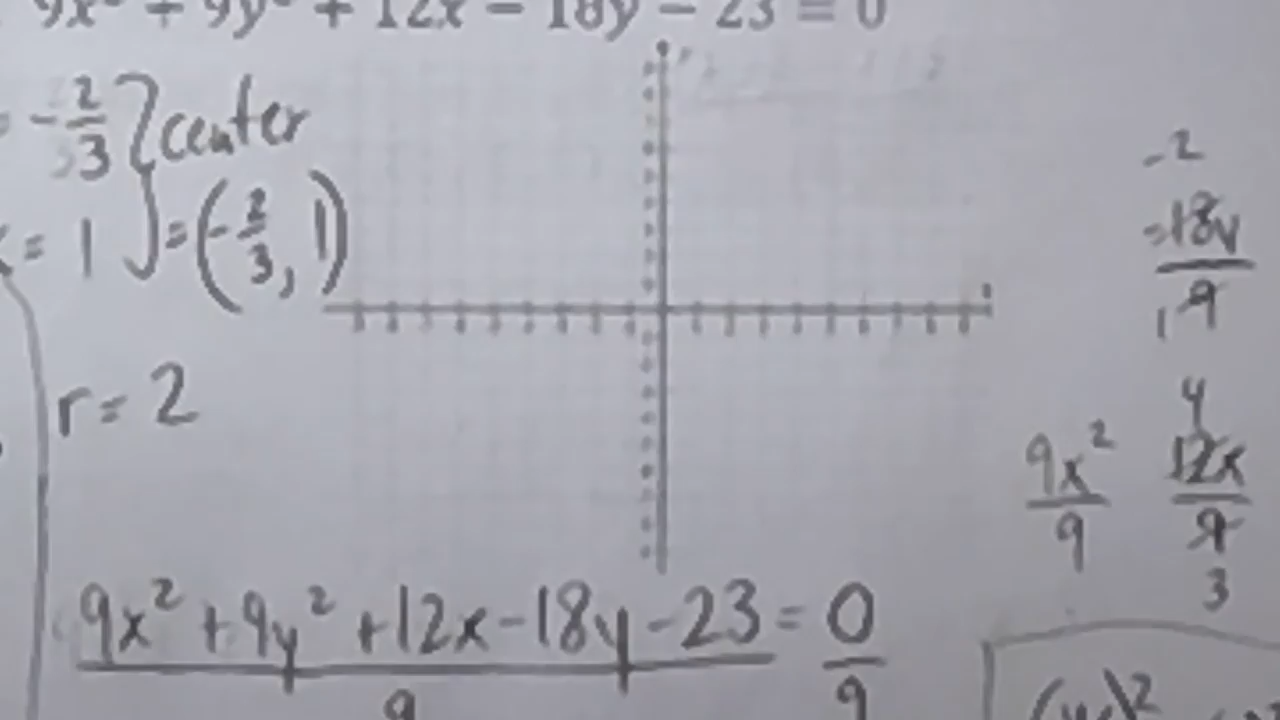 9x² + 9y² + 12x − 18y − 23 = 0
= -2/3 } center
k = 1 } = (-2/3, 1)
r = 2
-2
-18y/9
1
4
9x²/9 12x/9
3
9x² + 9y² + 12x - 18y - 23 = 0
9 9